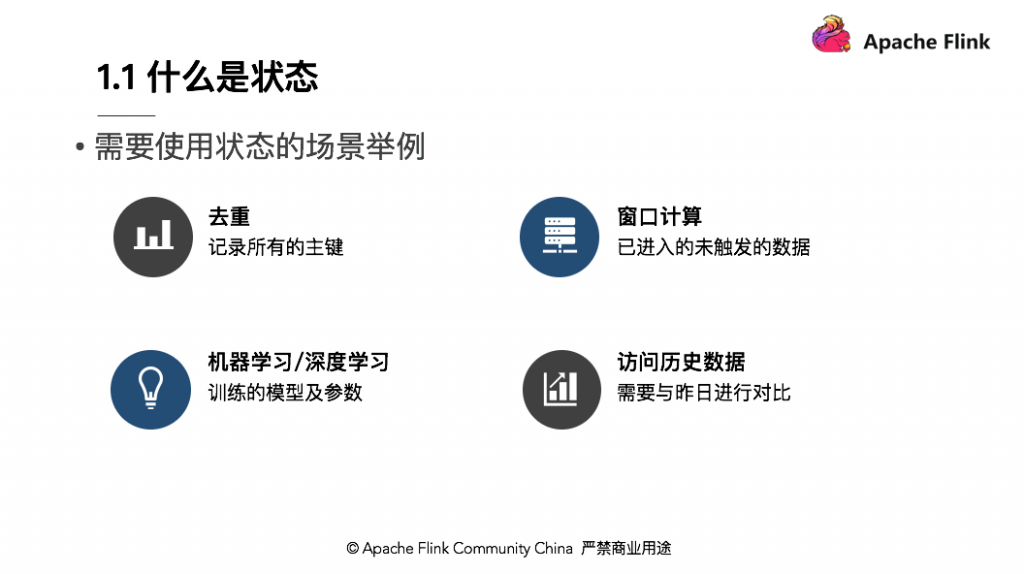 Apache Flink
1.1 什么是状态
• 需要使用状态的场景举例
去重
记录所有的主键
窗口计算
已进入的未触发的数据
机器学习/深度学习
训练的模型及参数
访问历史数据
需要与昨日进行对比
© Apache Flink Community China 严禁商业用途